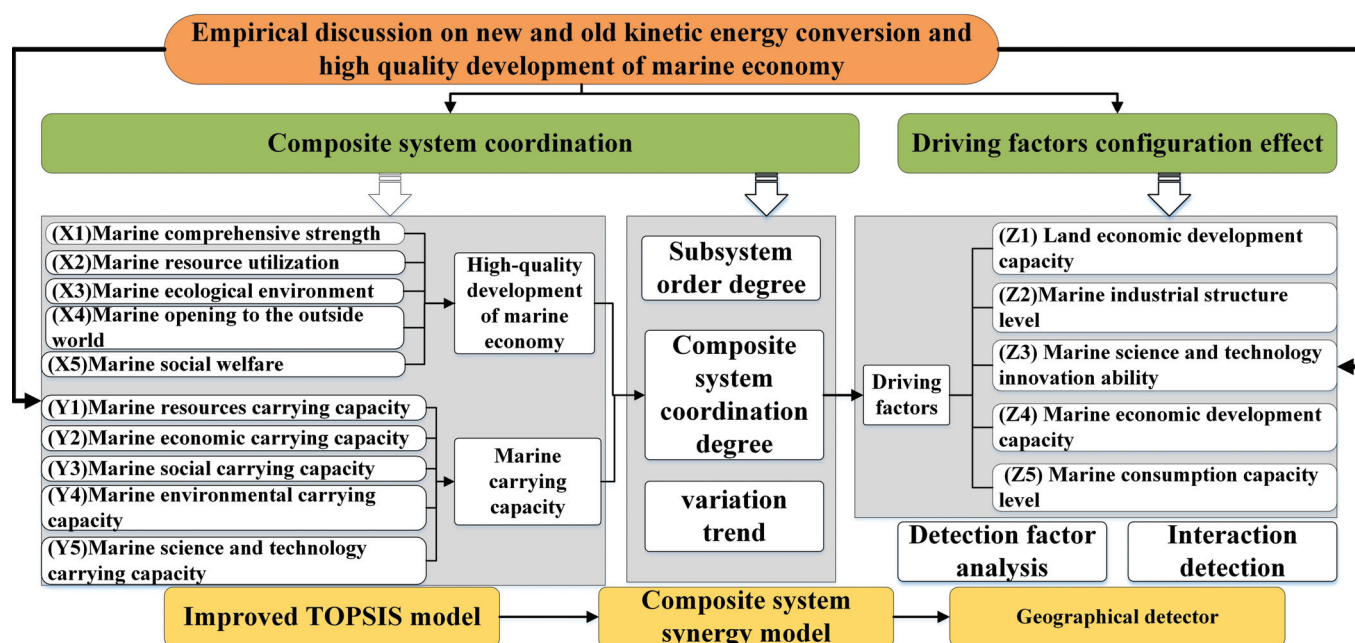 Empirical discussion on new and old kinetic energy conversion and
high quality development of marine economy
Composite system coordination
Driving factors configuration effect
(X1)Marine comprehensive strength
(X2)Marine resource utilization
(X3)Marine ecological environment
(X4)Marine opening to the outside
world
(X5)Marine social welfare
High-quality
development
of marine
economy
(Y1)Marine resources carrying capacity
(Y2)Marine economic carrying capacity
(Y3)Marine social carrying capacity
(Y4)Marine environmental carrying
capacity
(Y5)Marine science and technology
carrying capacity
Marine
carrying
capacity
Subsystem
order degree
Composite
system
coordination
degree
variation
trend
Driving
factors
(Z1) Land economic development
capacity
(Z2)Marine industrial structure
level
(Z3) Marine science and technology
innovation ability
(Z4) Marine economic development
capacity
(Z5) Marine consumption capacity
level
Detection factor
analysis
Interaction
detection
Improved TOPSIS model
Composite system
synergy model
Geographical detector